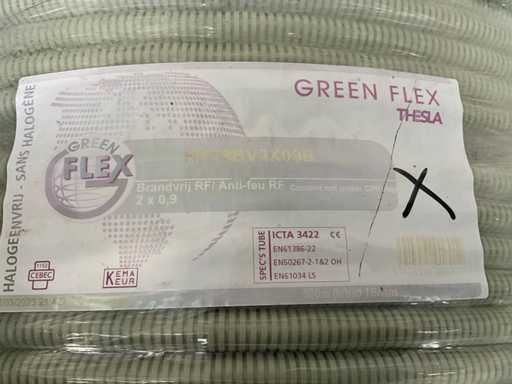 GREEN FLEX
THESLA
GREEN
FLEX
Brandvrij RF/ Anti-feu RF
2 x 0,9
HALOGEENVRIJ - SANS HALOGÈNE
SPEC'S TUBE
ICTA 3422 CE
EN61386-22
EN50267-2-1&2 OH
EN61034 LS
CEBEC
KEMA
KEUR
X